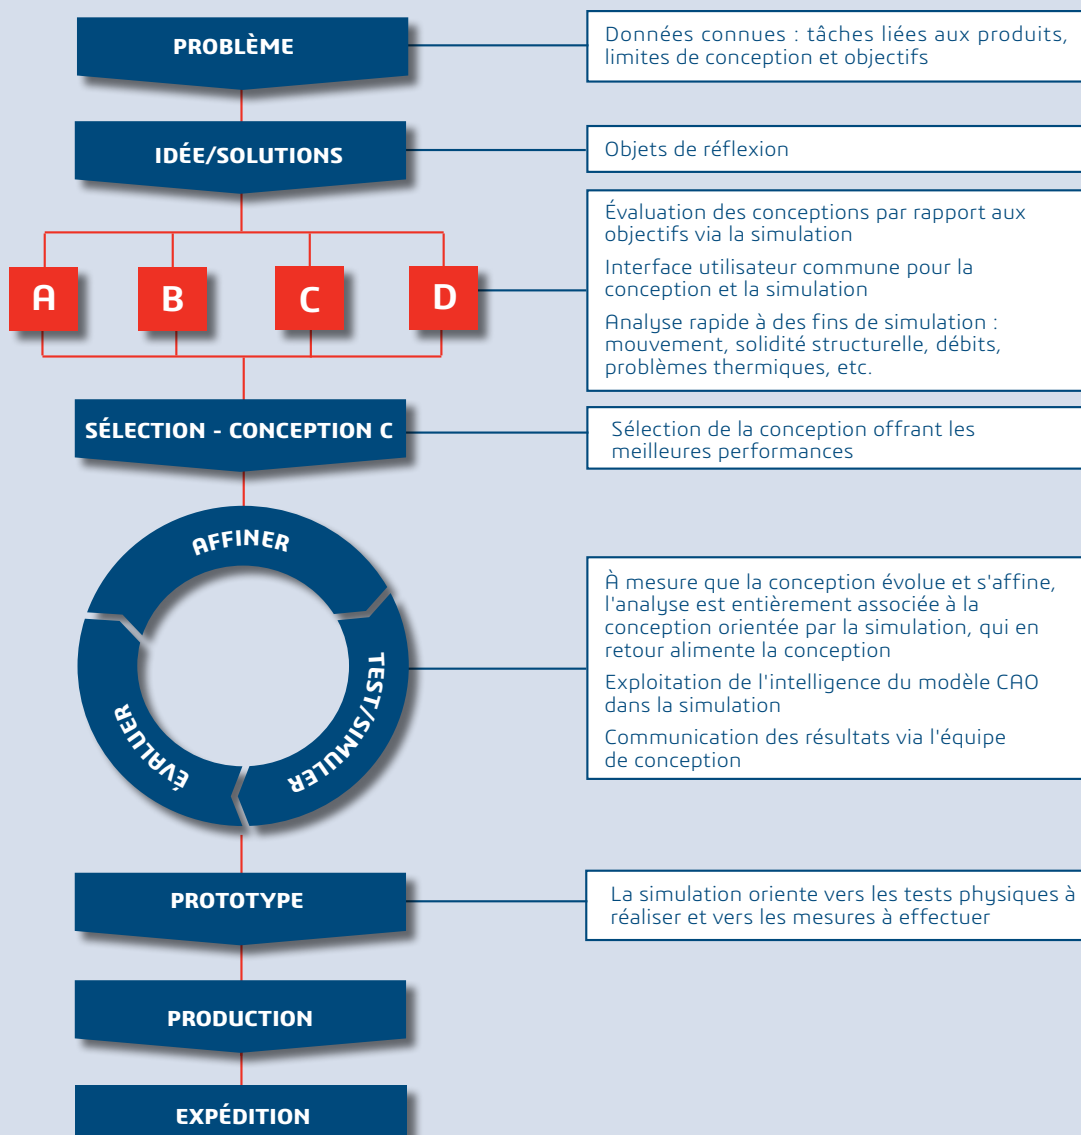 PROBLÈME
Données connues : tâches liées aux produits,
limites de conception et objectifs
IDÉE/SOLUTIONS
Objets de réflexion
A
B
C
D
Évaluation des conceptions par rapport aux
objectifs via la simulation
Interface utilisateur commune pour la
conception et la simulation
Analyse rapide à des fins de simulation :
mouvement, solidité structurelle, débits,
problèmes thermiques, etc.
SÉLECTION - CONCEPTION C
Sélection de la conception offrant les
meilleures performances
AFFINER
TEST/SIMULER
ÉVALUER
À mesure que la conception évolue et s'affine,
l'analyse est entièrement associée à la
conception orientée par la simulation, qui en
retour alimente la conception
Exploitation de l'intelligence du modèle CAO
dans la simulation
Communication des résultats via l'équipe
de conception
PROTOTYPE
La simulation oriente vers les tests physiques à
réaliser et vers les mesures à effectuer
PRODUCTION
EXPÉDITION